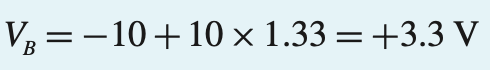 V_B = −10 + 10 × 1.33 = +3.3 V